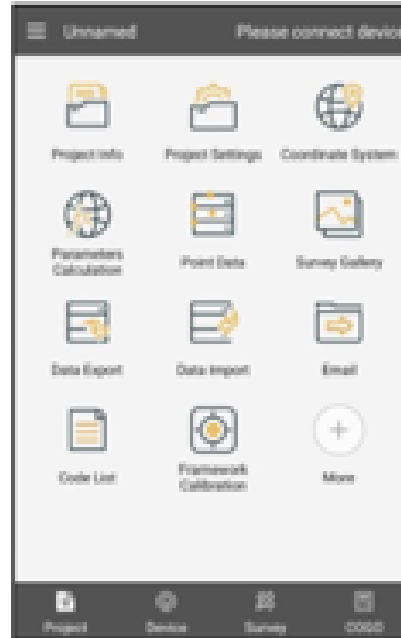 Unnamed Please connect device
Project Info Project Settings Coordinate System
Parameters
Calculation
Point Data Survey Gallery
Data Export Data Import Email
Code List
Framework
Calibration
More
Project Device Survey COGO